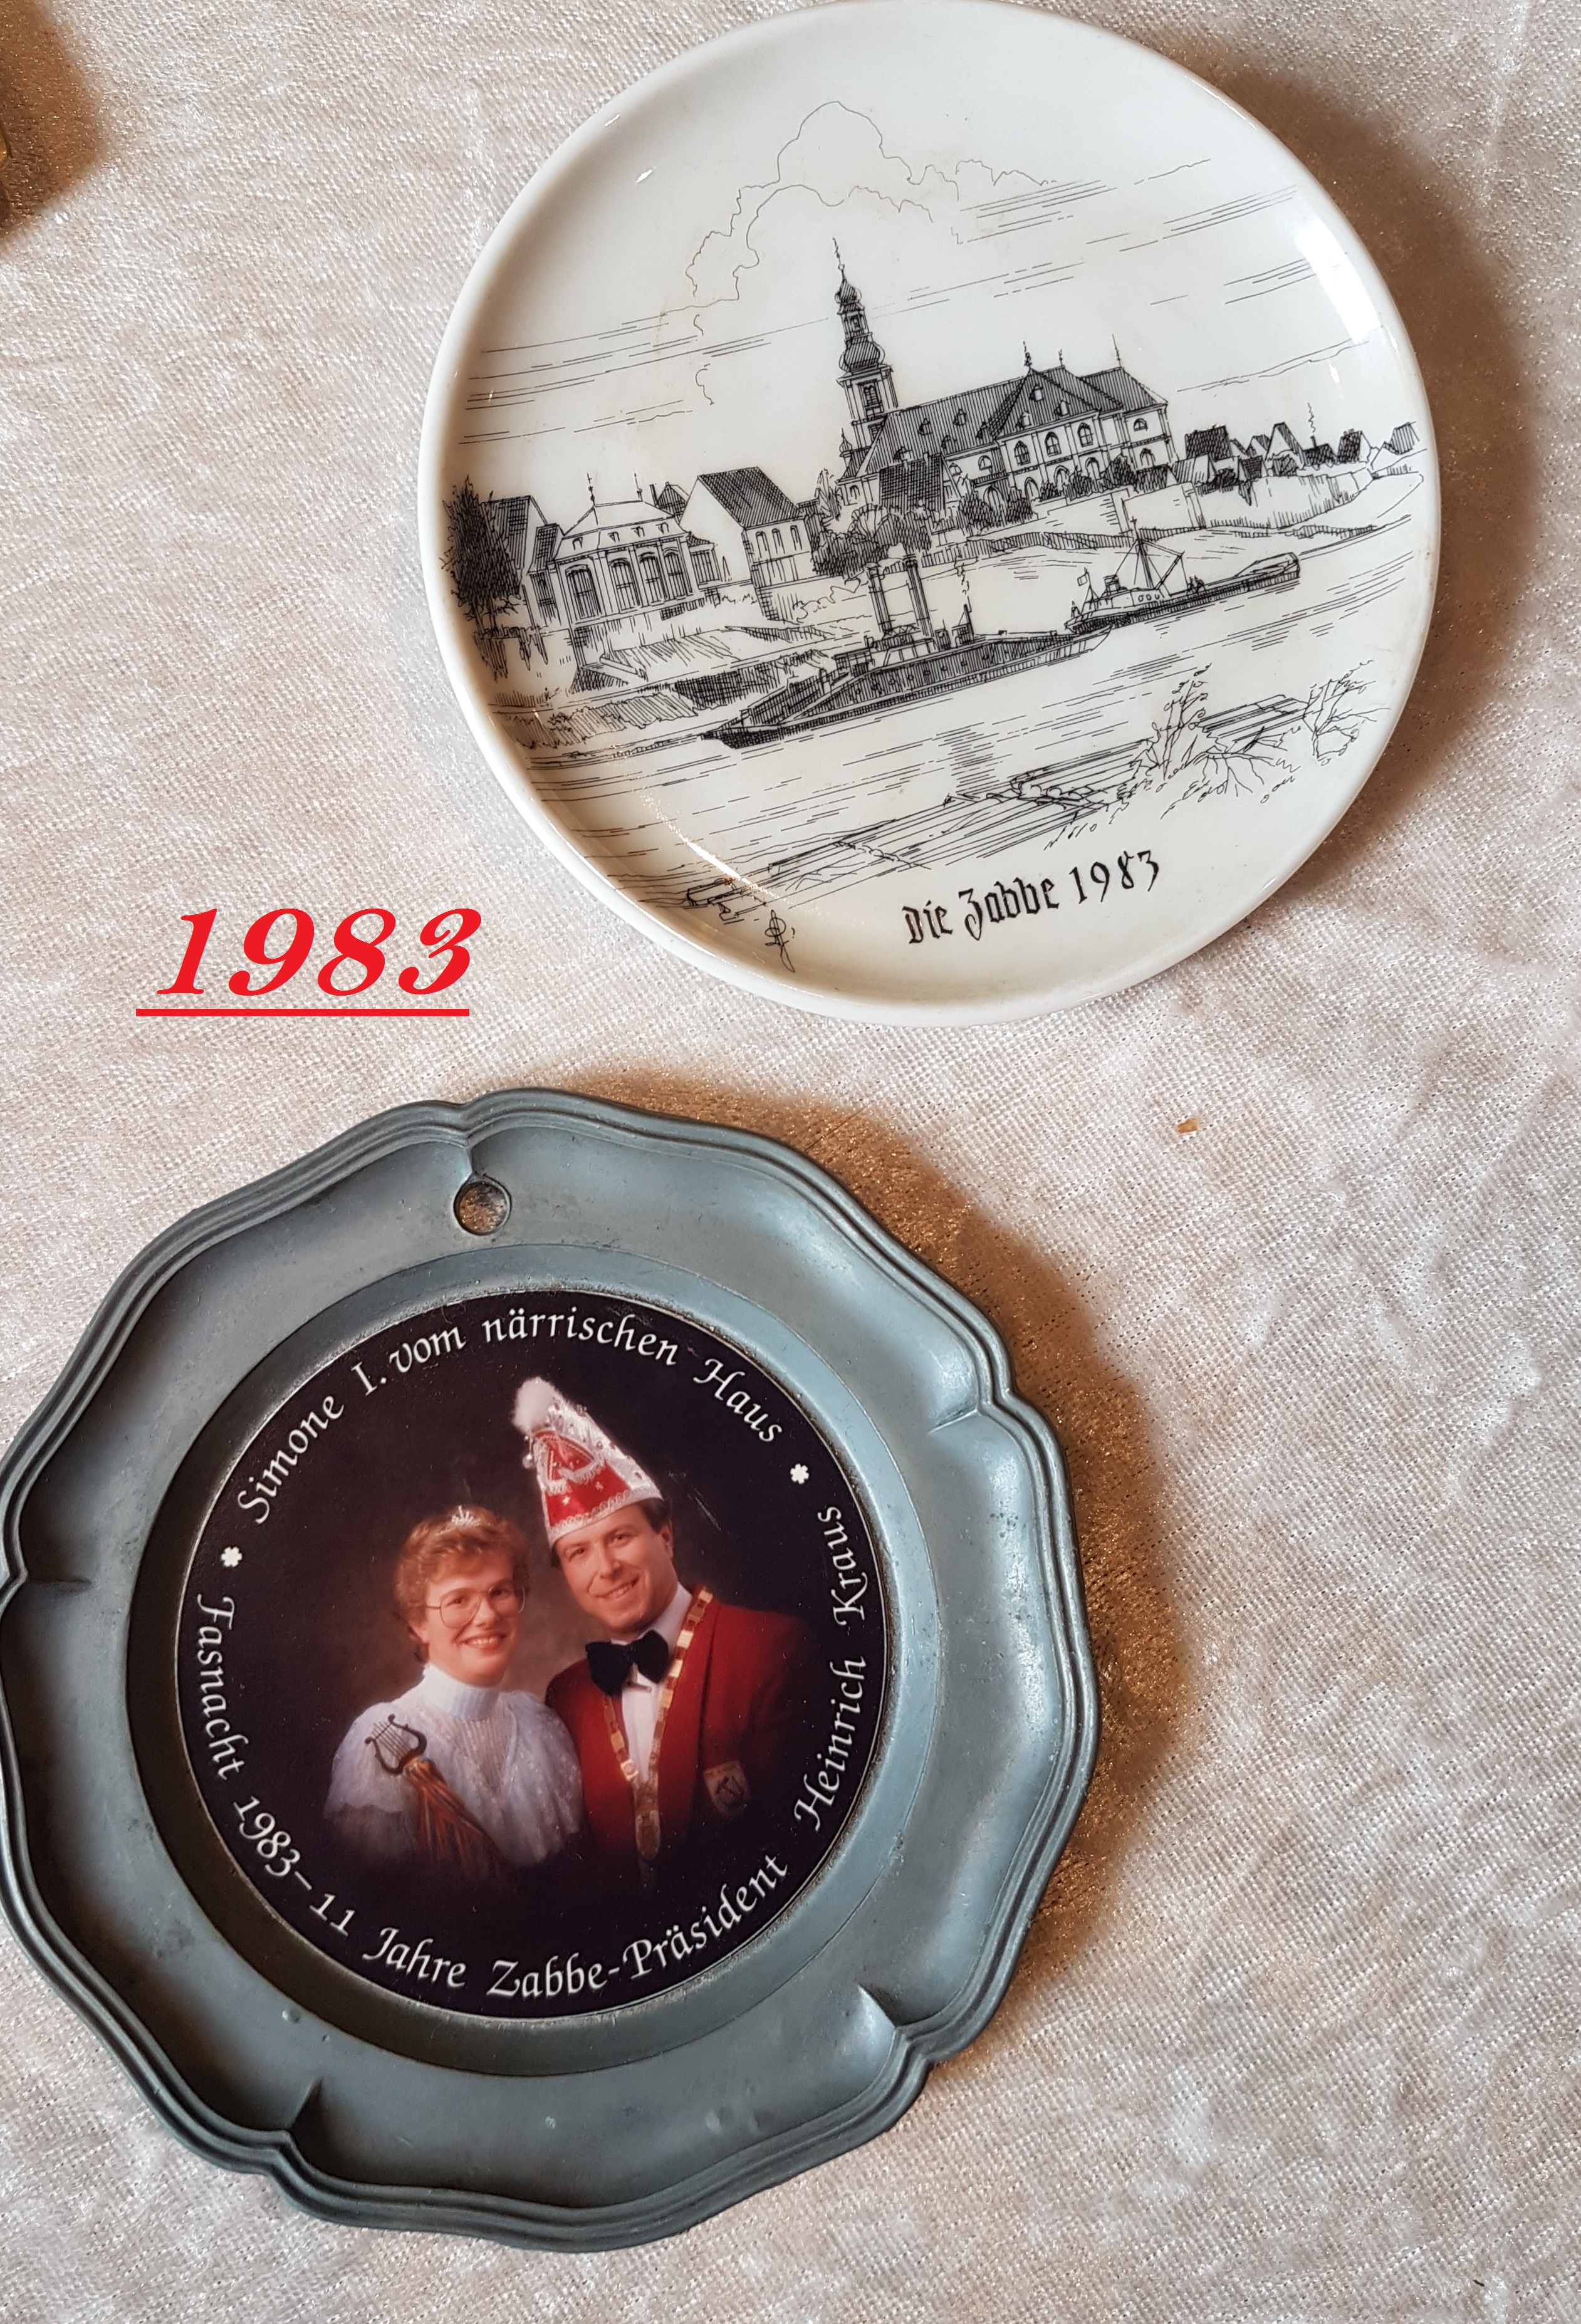 Die Zabbe 1983
1983
Simone I. vom närrischen Haus
Fasnacht 1983 - 11 Jahre Zabbe-Präsident Heinrich Kraus